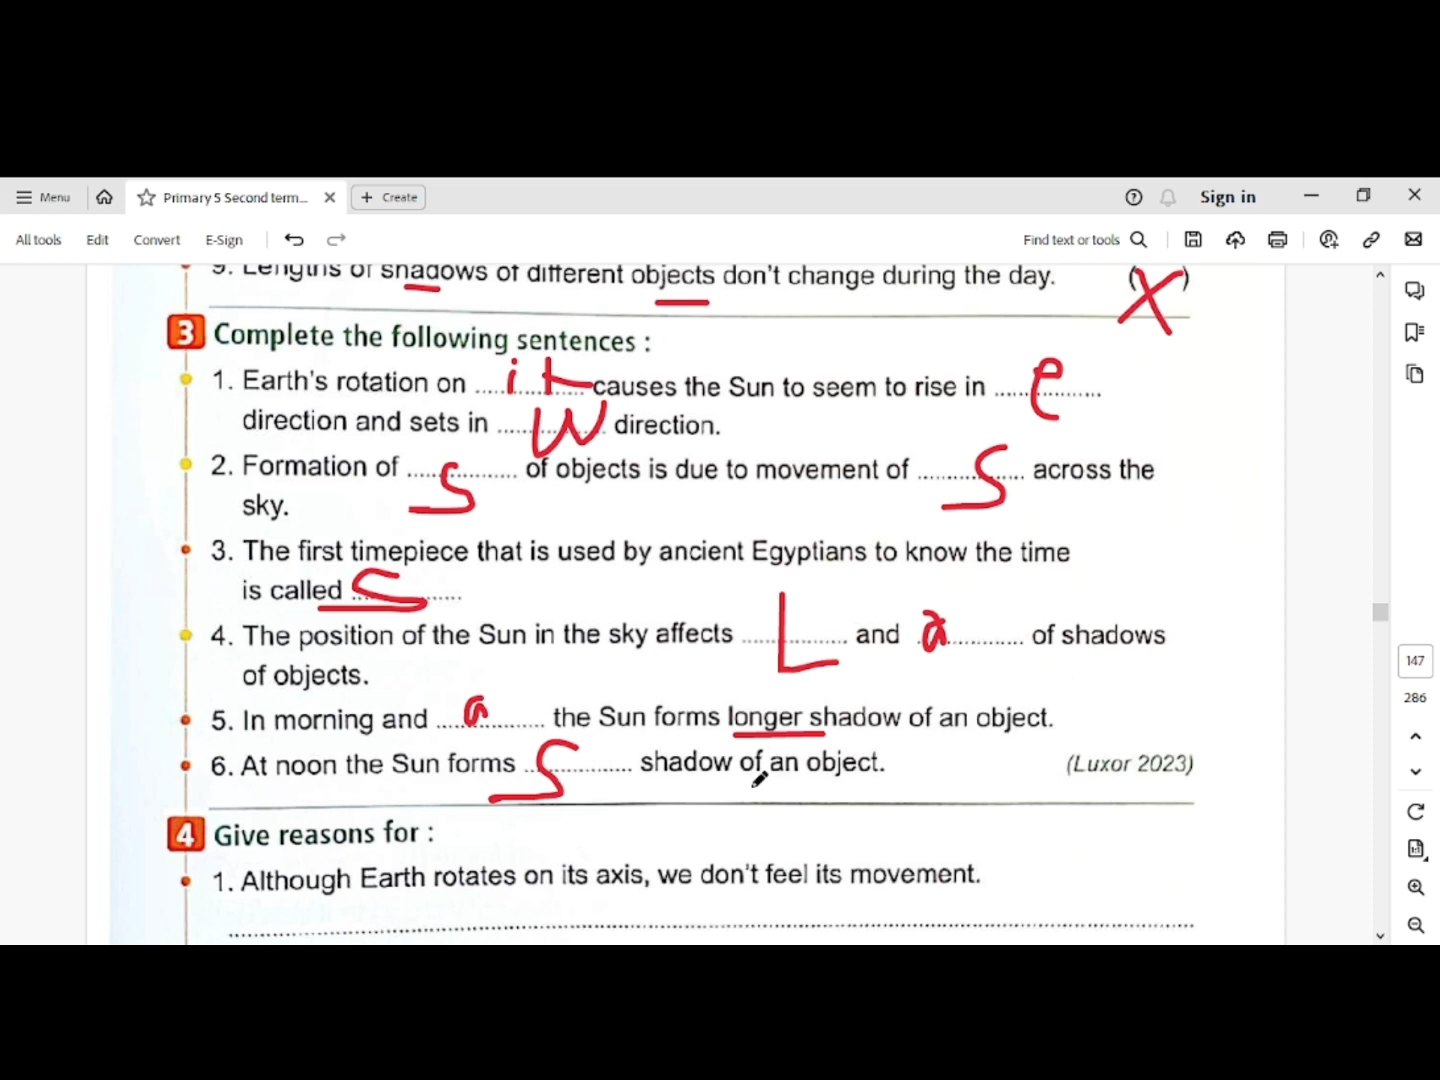 Menu
Primary 5 Second term...
Create
Sign in
All tools Edit Convert E-Sign
Find text or tools
9. Lengths of shadows of different objects don't change during the day. (X)
3 Complete the following sentences :
1. Earth's rotation on ....it.... causes the Sun to seem to rise in ....e....
direction and sets in ....W.... direction.
2. Formation of ....S.... of objects is due to movement of ....S.... across the
sky.
3. The first timepiece that is used by ancient Egyptians to know the time
is called ....S....
4. The position of the Sun in the sky affects ....L.... and ....a.... of shadows
of objects.
5. In morning and ....a.... the Sun forms longer shadow of an object.
6. At noon the Sun forms ....S.... shadow of an object. (Luxor 2023)
4 Give reasons for :
1. Although Earth rotates on its axis, we don't feel its movement.
147
286